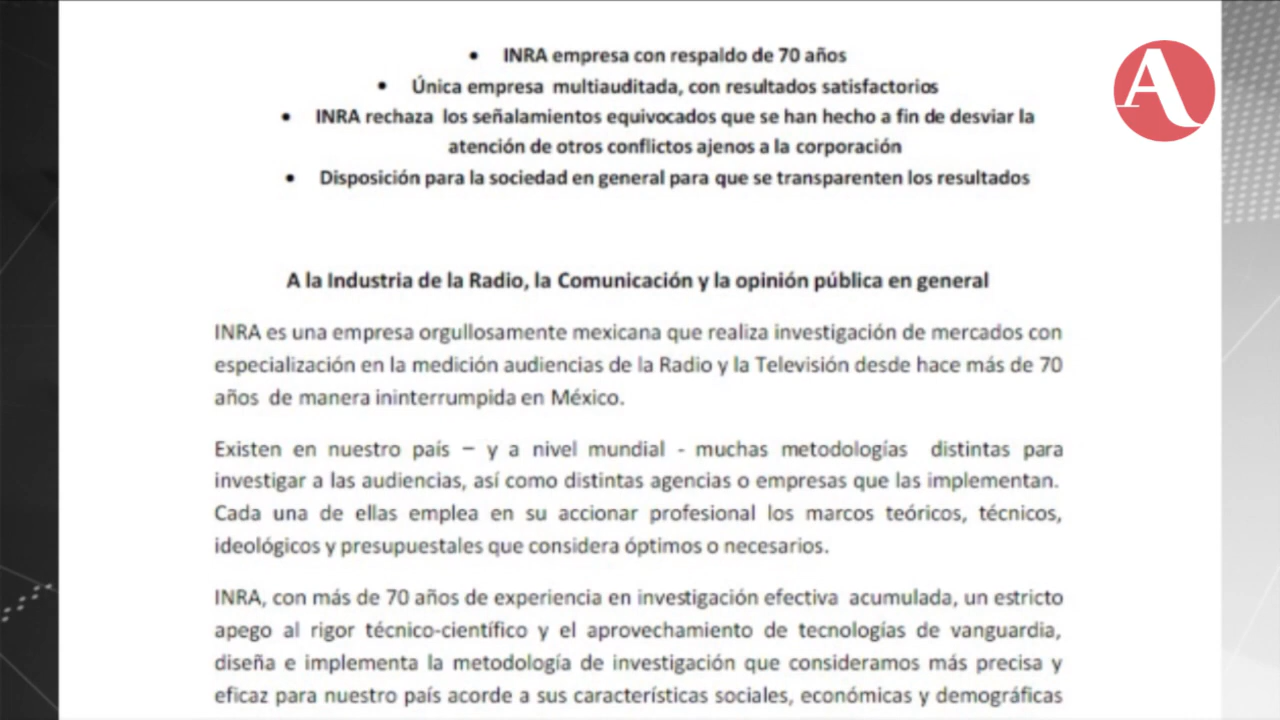 • INRA empresa con respaldo de 70 años
• Única empresa multiauditada, con resultados satisfactorios
• INRA rechaza los señalamientos equivocados que se han hecho a fin de desviar la
atención de otros conflictos ajenos a la corporación
• Disposición para la sociedad en general para que se transparenten los resultados
A la Industria de la Radio, la Comunicación y la opinión pública en general
INRA es una empresa orgullosamente mexicana que realiza investigación de mercados con
especialización en la medición audiencias de la Radio y la Televisión desde hace más de 70
años de manera ininterrumpida en México.
Existen en nuestro país – y a nivel mundial - muchas metodologías distintas para
investigar a las audiencias, así como distintas agencias o empresas que las implementan.
Cada una de ellas emplea en su accionar profesional los marcos teóricos, técnicos,
ideológicos y presupuestales que considera óptimos o necesarios.
INRA, con más de 70 años de experiencia en investigación efectiva acumulada, un estricto
apego al rigor técnico-científico y el aprovechamiento de tecnologías de vanguardia,
diseña e implementa la metodología de investigación que consideramos más precisa y
eficaz para nuestro país acorde a sus características sociales, económicas y demográficas
A